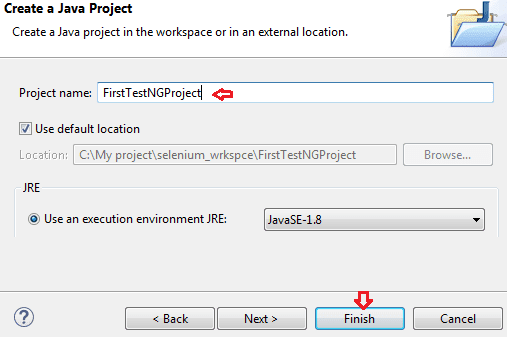 Create a Java Project
Create a Java project in the workspace or in an external location.
Project name: FirstTestNGProject
Use default location
Location: C:\My project\selenium_wrkspce\FirstTestNGProject Browse...
JRE
Use an execution environment JRE: JavaSE-1.8
? < Back Next > Finish Cancel